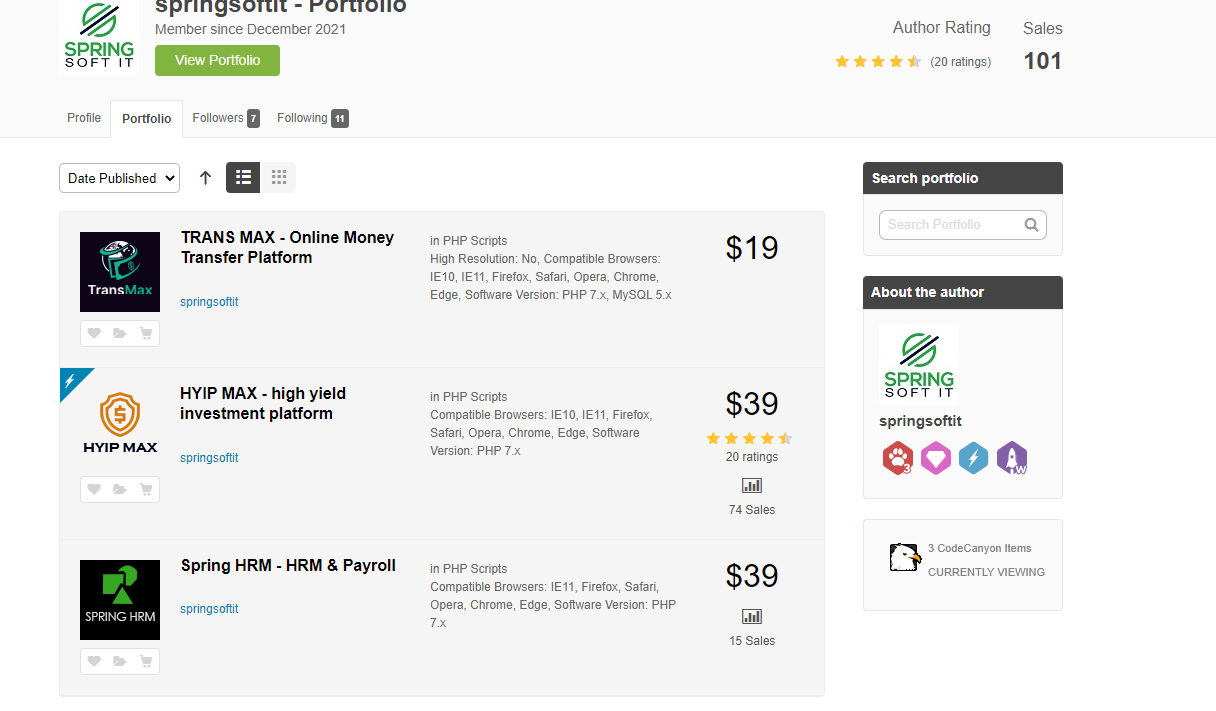 springsoftit - Portfolio
Member since December 2021
View Portfolio
SPRING
SOFT IT
Author Rating
(20 ratings)
Sales
101
Profile
Portfolio
Followers 7
Following 11
Date Published
TransMax
TRANS MAX - Online Money
Transfer Platform
springsoftit
in PHP Scripts
High Resolution: No, Compatible Browsers:
IE10, IE11, Firefox, Safari, Opera, Chrome,
Edge, Software Version: PHP 7.x, MySQL 5.x
$19
HYIP MAX
HYIP MAX - high yield
investment platform
springsoftit
in PHP Scripts
Compatible Browsers: IE10, IE11, Firefox,
Safari, Opera, Chrome, Edge, Software
Version: PHP 7.x
$39
20 ratings
74 Sales
SPRING HRM
Spring HRM - HRM & Payroll
springsoftit
in PHP Scripts
Compatible Browsers: IE11, Firefox, Safari,
Opera, Chrome, Edge, Software Version: PHP
7.x
$39
15 Sales
Search portfolio
Search Portfolio
About the author
SPRING
SOFT IT
springsoftit
3
TW
3 CodeCanyon Items
CURRENTLY VIEWING